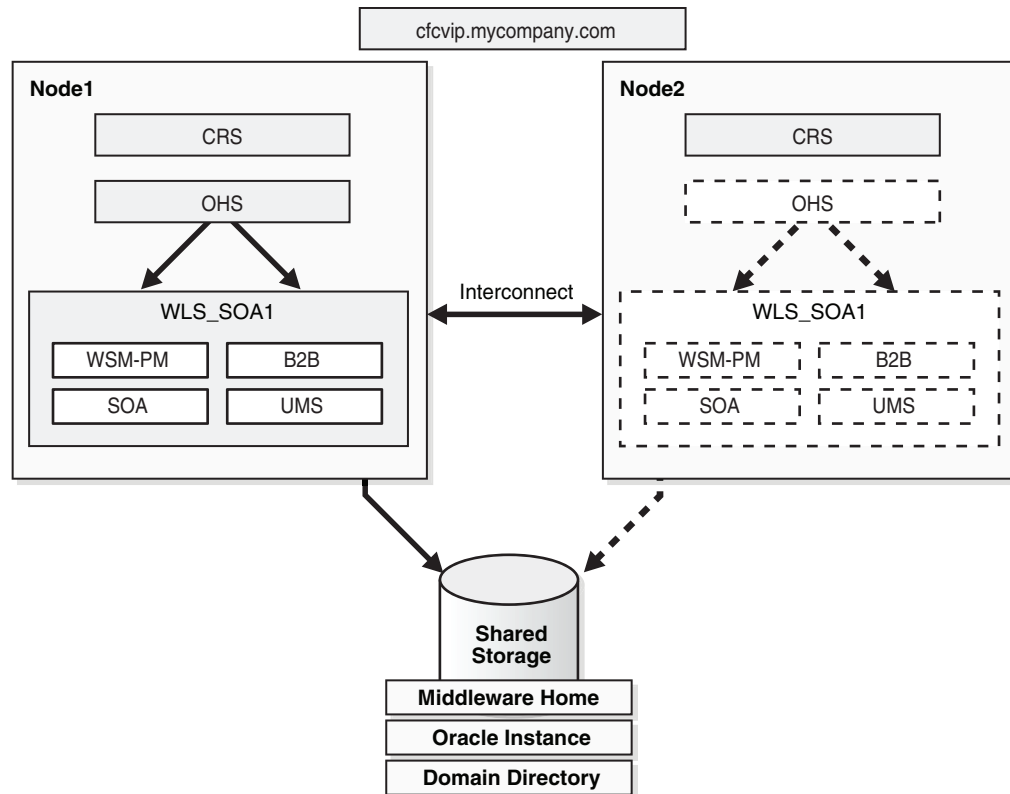 cfcvip.mycompany.com
Node1
CRS
OHS
WLS_SOA1
WSM-PM
B2B
SOA
UMS
Interconnect
Node2
CRS
OHS
WLS_SOA1
WSM-PM
B2B
SOA
UMS
Shared
Storage
Middleware Home
Oracle Instance
Domain Directory